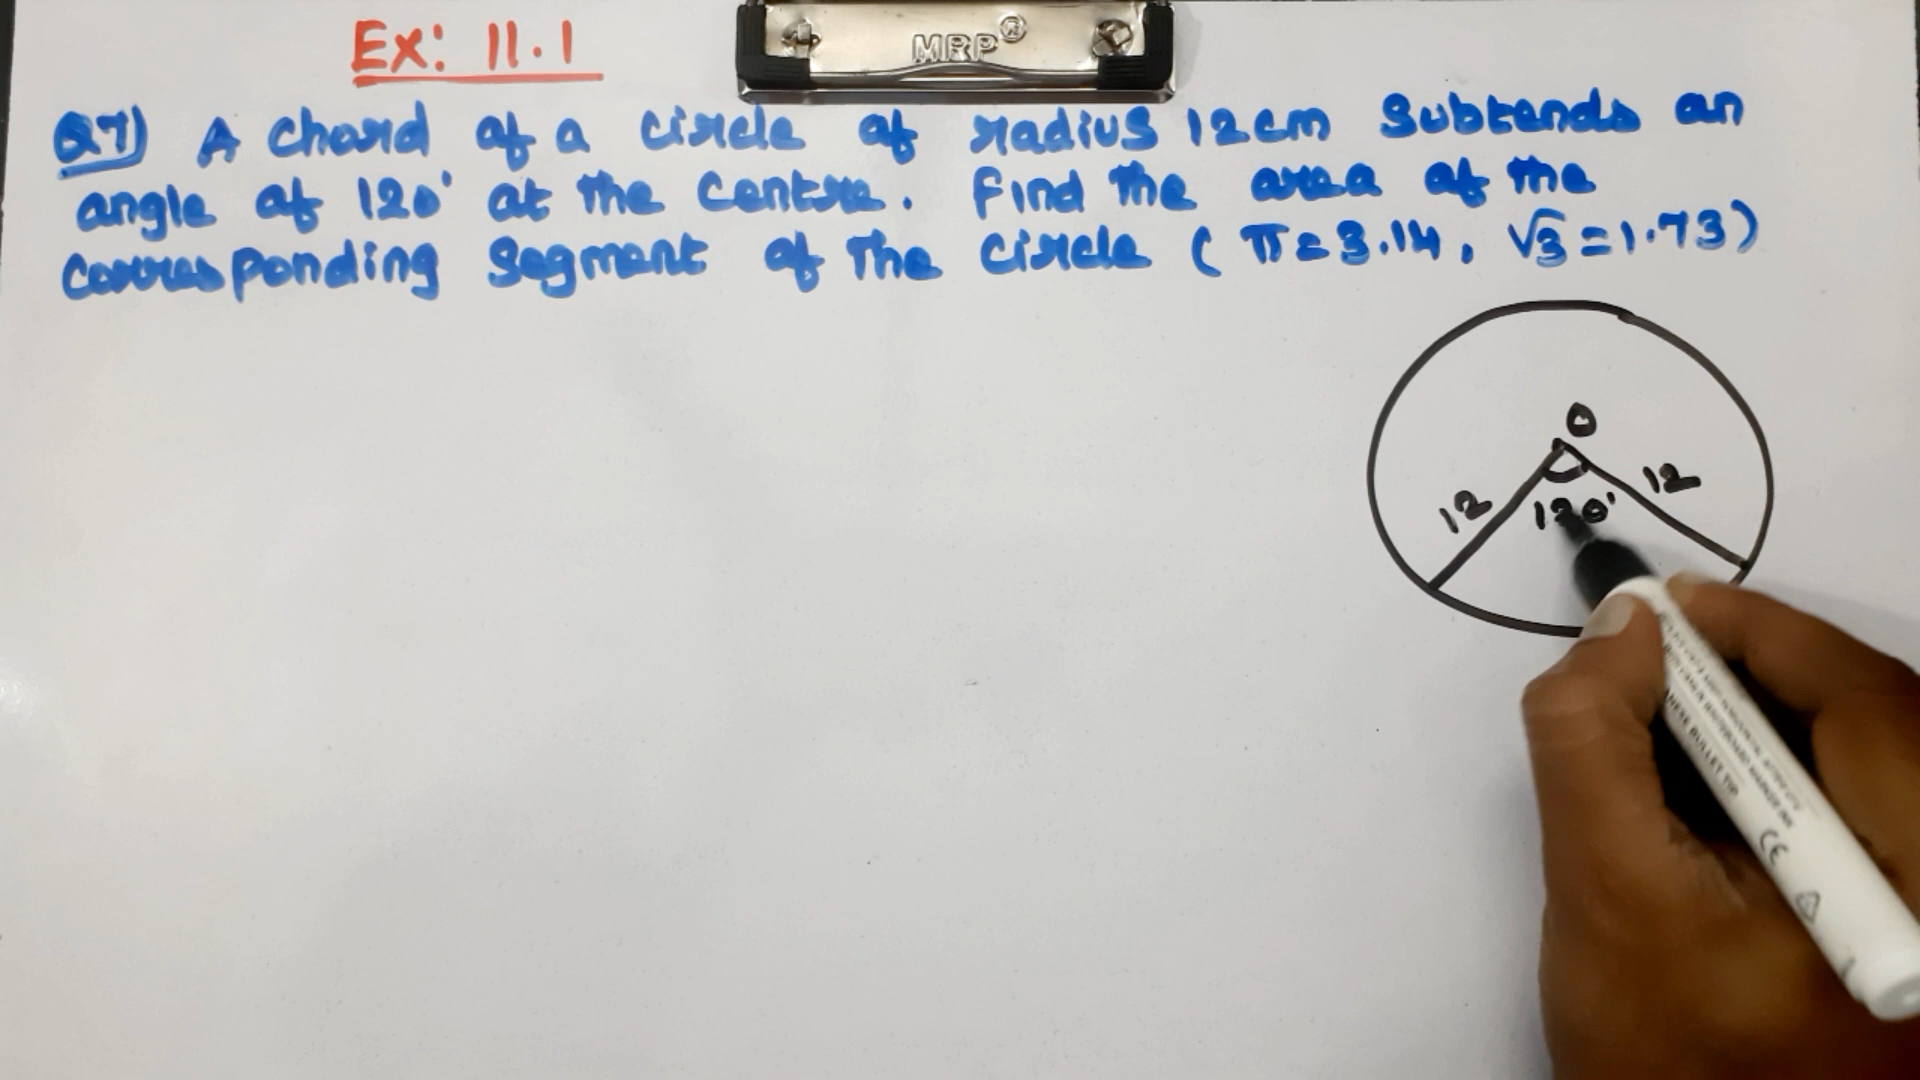 Ex: 11.1
MRP®
Q7) A chord of a circle of radius 12cm subtends an
angle of 120° at the centre. Find the area of the
corresponding segment of the circle ( π = 3.14, √3 = 1.73)
O
12
12
120°
CE